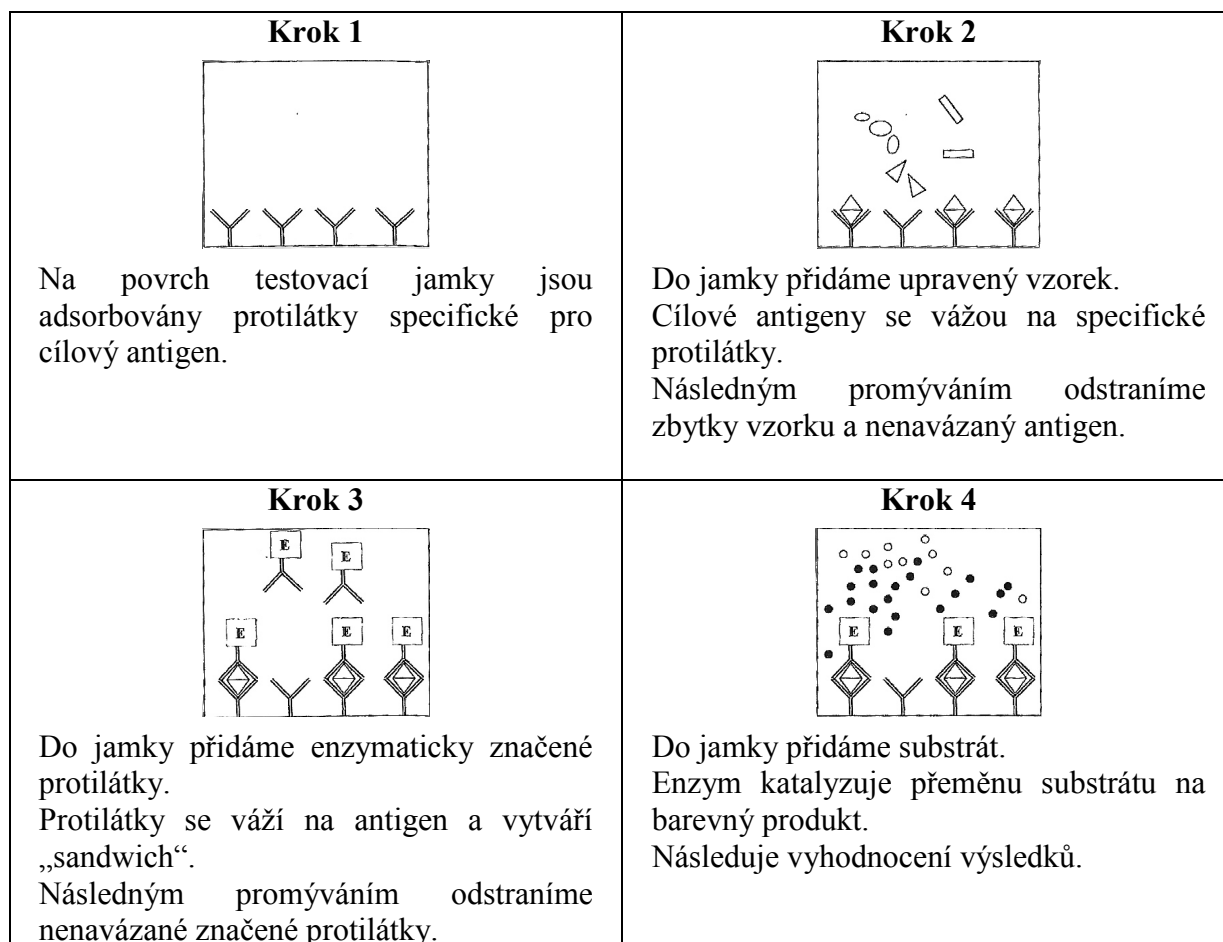 Krok 1
Na povrch testovací jamky jsou
adsorbovány protilátky specifické pro
cílový antigen.
Krok 2
Do jamky přidáme upravený vzorek.
Cílové antigeny se vážou na specifické
protilátky.
Následným promýváním odstraníme
zbytky vzorku a nenavázaný antigen.
Krok 3
E
E
E
E
E
Do jamky přidáme enzymaticky značené
protilátky.
Protilátky se váží na antigen a vytváří
„sandwich“.
Následným promýváním odstraníme
nenavázané značené protilátky.
Krok 4
E
E
E
Do jamky přidáme substrát.
Enzym katalyzuje přeměnu substrátu na
barevný produkt.
Následuje vyhodnocení výsledků.